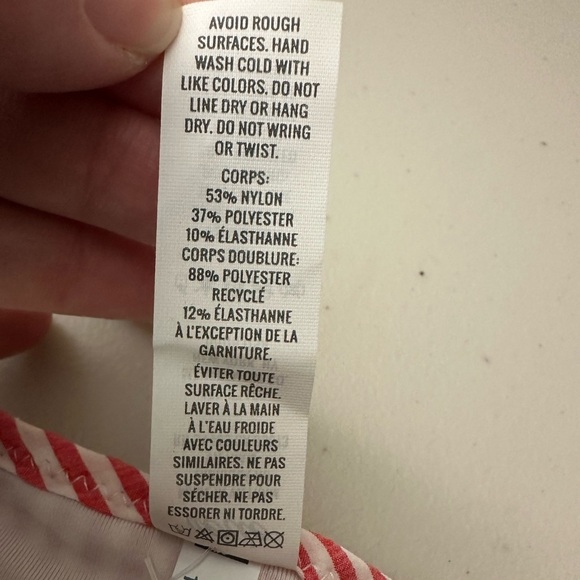 AVOID ROUGH
SURFACES. HAND
WASH COLD WITH
LIKE COLORS. DO NOT
LINE DRY OR HANG
DRY. DO NOT WRING
OR TWIST.
CORPS:
53% NYLON
37% POLYESTER
10% ÉLASTHANNE
CORPS DOUBLURE:
88% POLYESTER
RECYCLÉ
12% ÉLASTHANNE
À L'EXCEPTION DE LA
GARNITURE.
ÉVITER TOUTE
SURFACE RÊCHE.
LAVER À LA MAIN
À L'EAU FROIDE
AVEC COULEURS
SIMILAIRES. NE PAS
SUSPENDRE POUR
SÉCHER. NE PAS
ESSORER NI TORDRE.